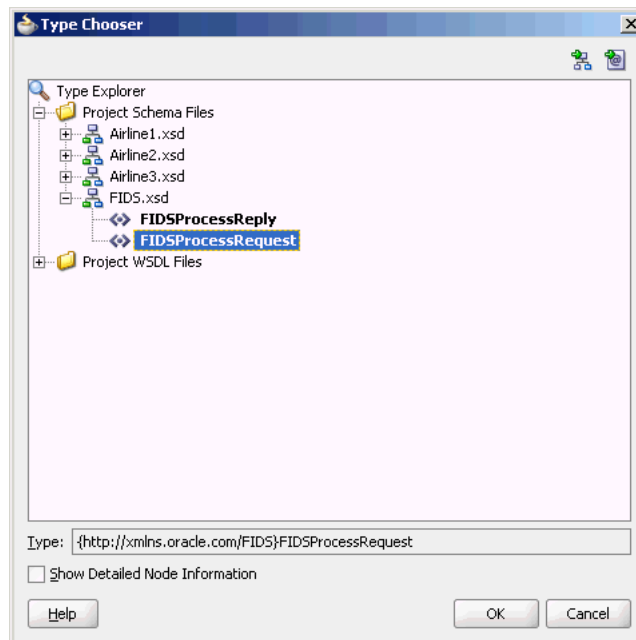 Type Chooser
Type Explorer
Project Schema Files
Airline1.xsd
Airline2.xsd
Airline3.xsd
FIDS.xsd
FIDSProcessReply
FIDSProcessRequest
Project WSDL Files
Type: {http://xmlns.oracle.com/FIDS}FIDSProcessRequest
Show Detailed Node Information
Help OK Cancel